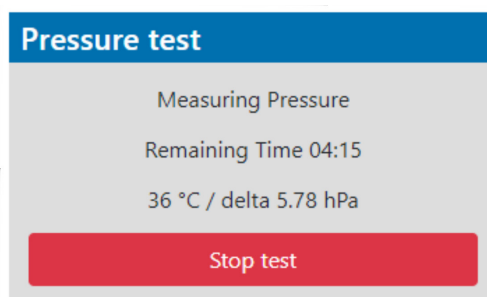 Pressure test
Measuring Pressure
Remaining Time 04:15
36 °C / delta 5.78 hPa
Stop test